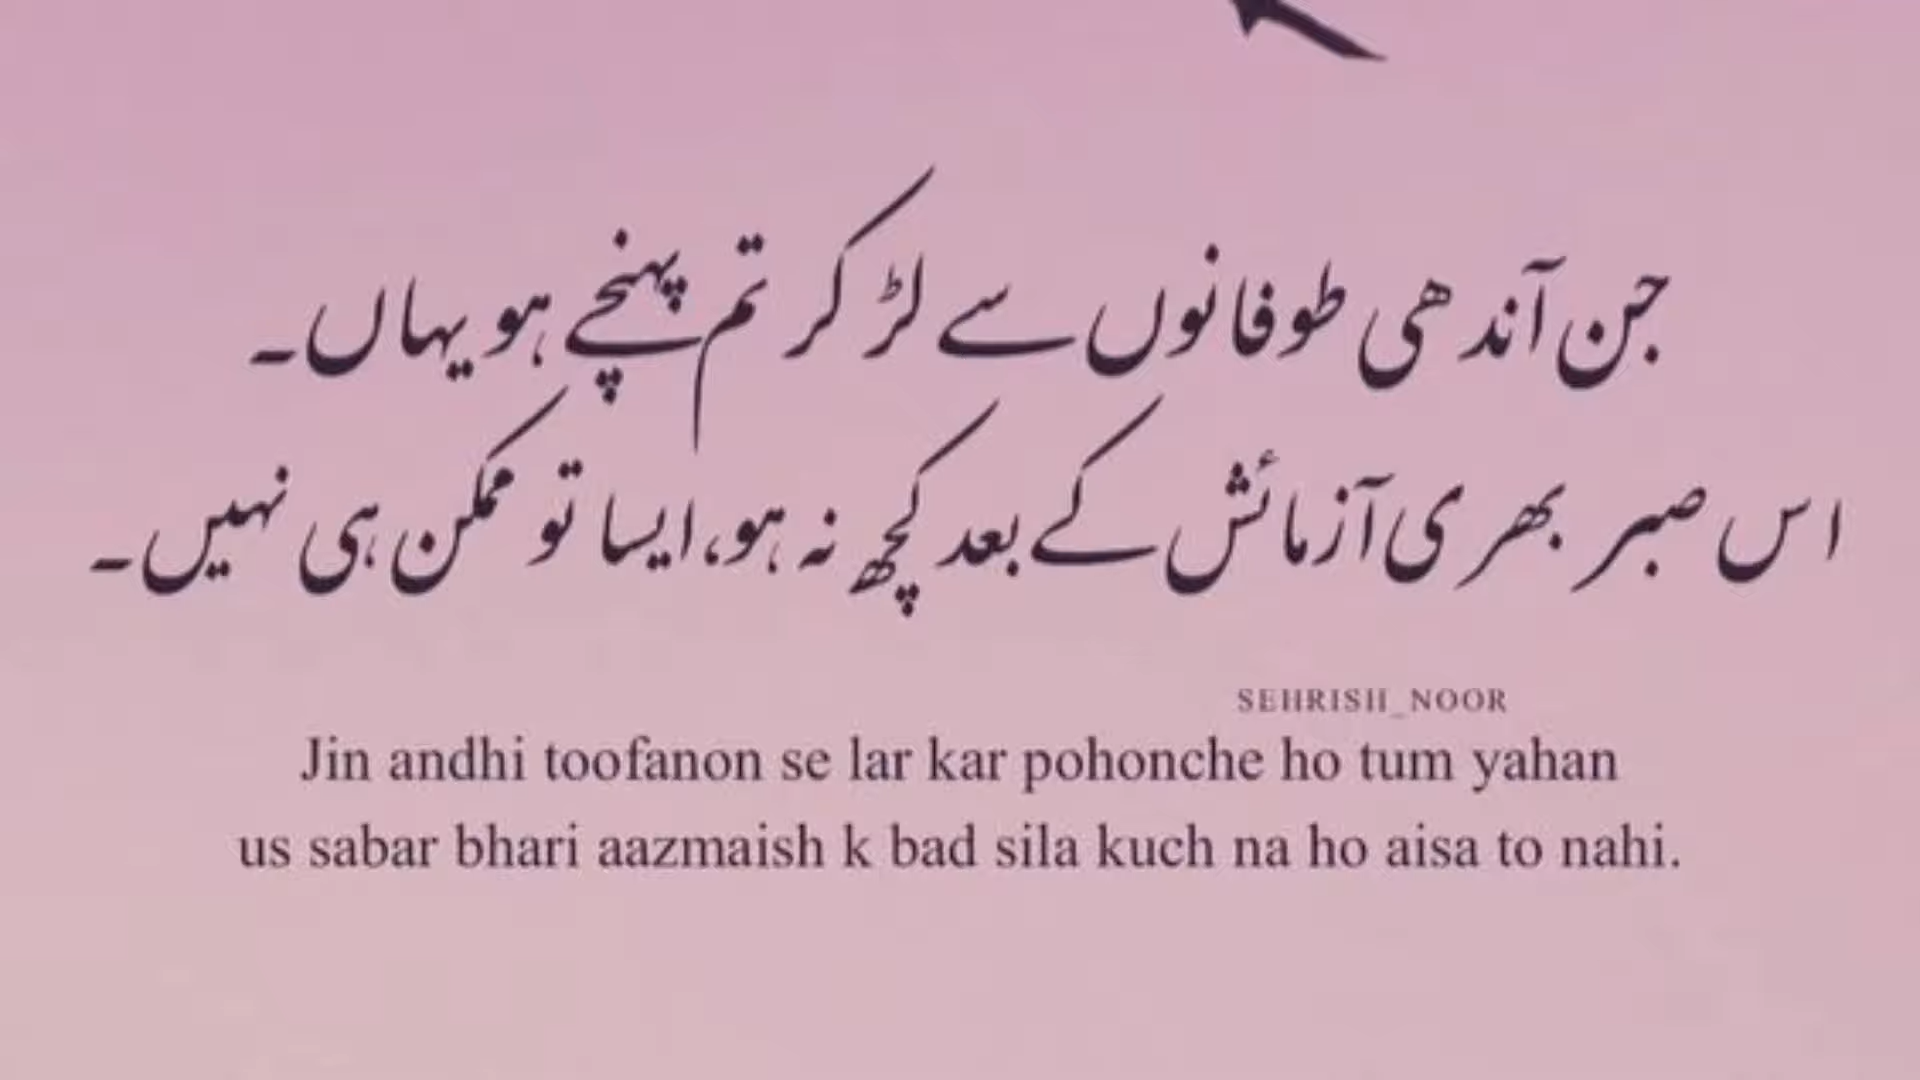 جن آندھی طوفانوں سے لڑ کر تم پہنچے ہو یہاں۔
اس صبر بھری آزمائش کے بعد کچھ نہ ہو، ایسا تو ممکن ہی نہیں۔
SEHRISH_NOOR
Jin andhi toofanon se lar kar pohonche ho tum yahan
us sabar bhari aazmaish k bad sila kuch na ho aisa to nahi.